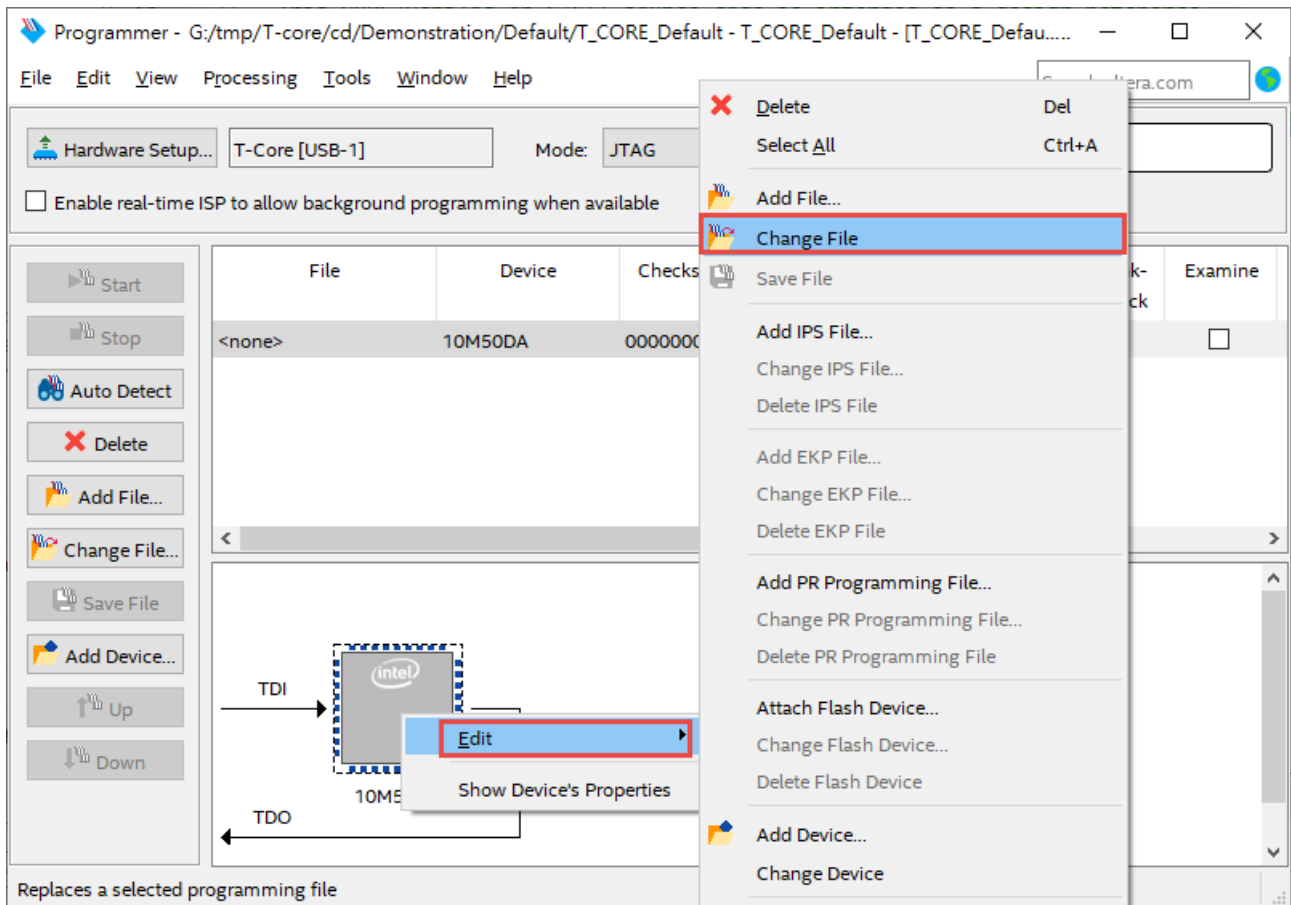 Programmer - G:/tmp/T-core/cd/Demonstration/Default/T_CORE_Default - T_CORE_Default - [T_CORE_Defau.....
File Edit View Processing Tools Window Help
era.com
Hardware Setup... T-Core [USB-1] Mode: JTAG
Enable real-time ISP to allow background programming when available
Start
Stop
Auto Detect
Delete
Add File...
Change File...
Save File
Add Device...
Up
Down
File Device Checks k- Examine
ck
<none> 10M50DA 0000000
intel
TDI
TDO
10M5
Edit
Show Device's Properties
Delete Del
Select All Ctrl+A
Add File...
Change File
Save File
Add IPS File...
Change IPS File...
Delete IPS File
Add EKP File...
Change EKP File...
Delete EKP File
Add PR Programming File...
Change PR Programming File...
Delete PR Programming File
Attach Flash Device...
Change Flash Device...
Delete Flash Device
Add Device...
Change Device
Replaces a selected programming file